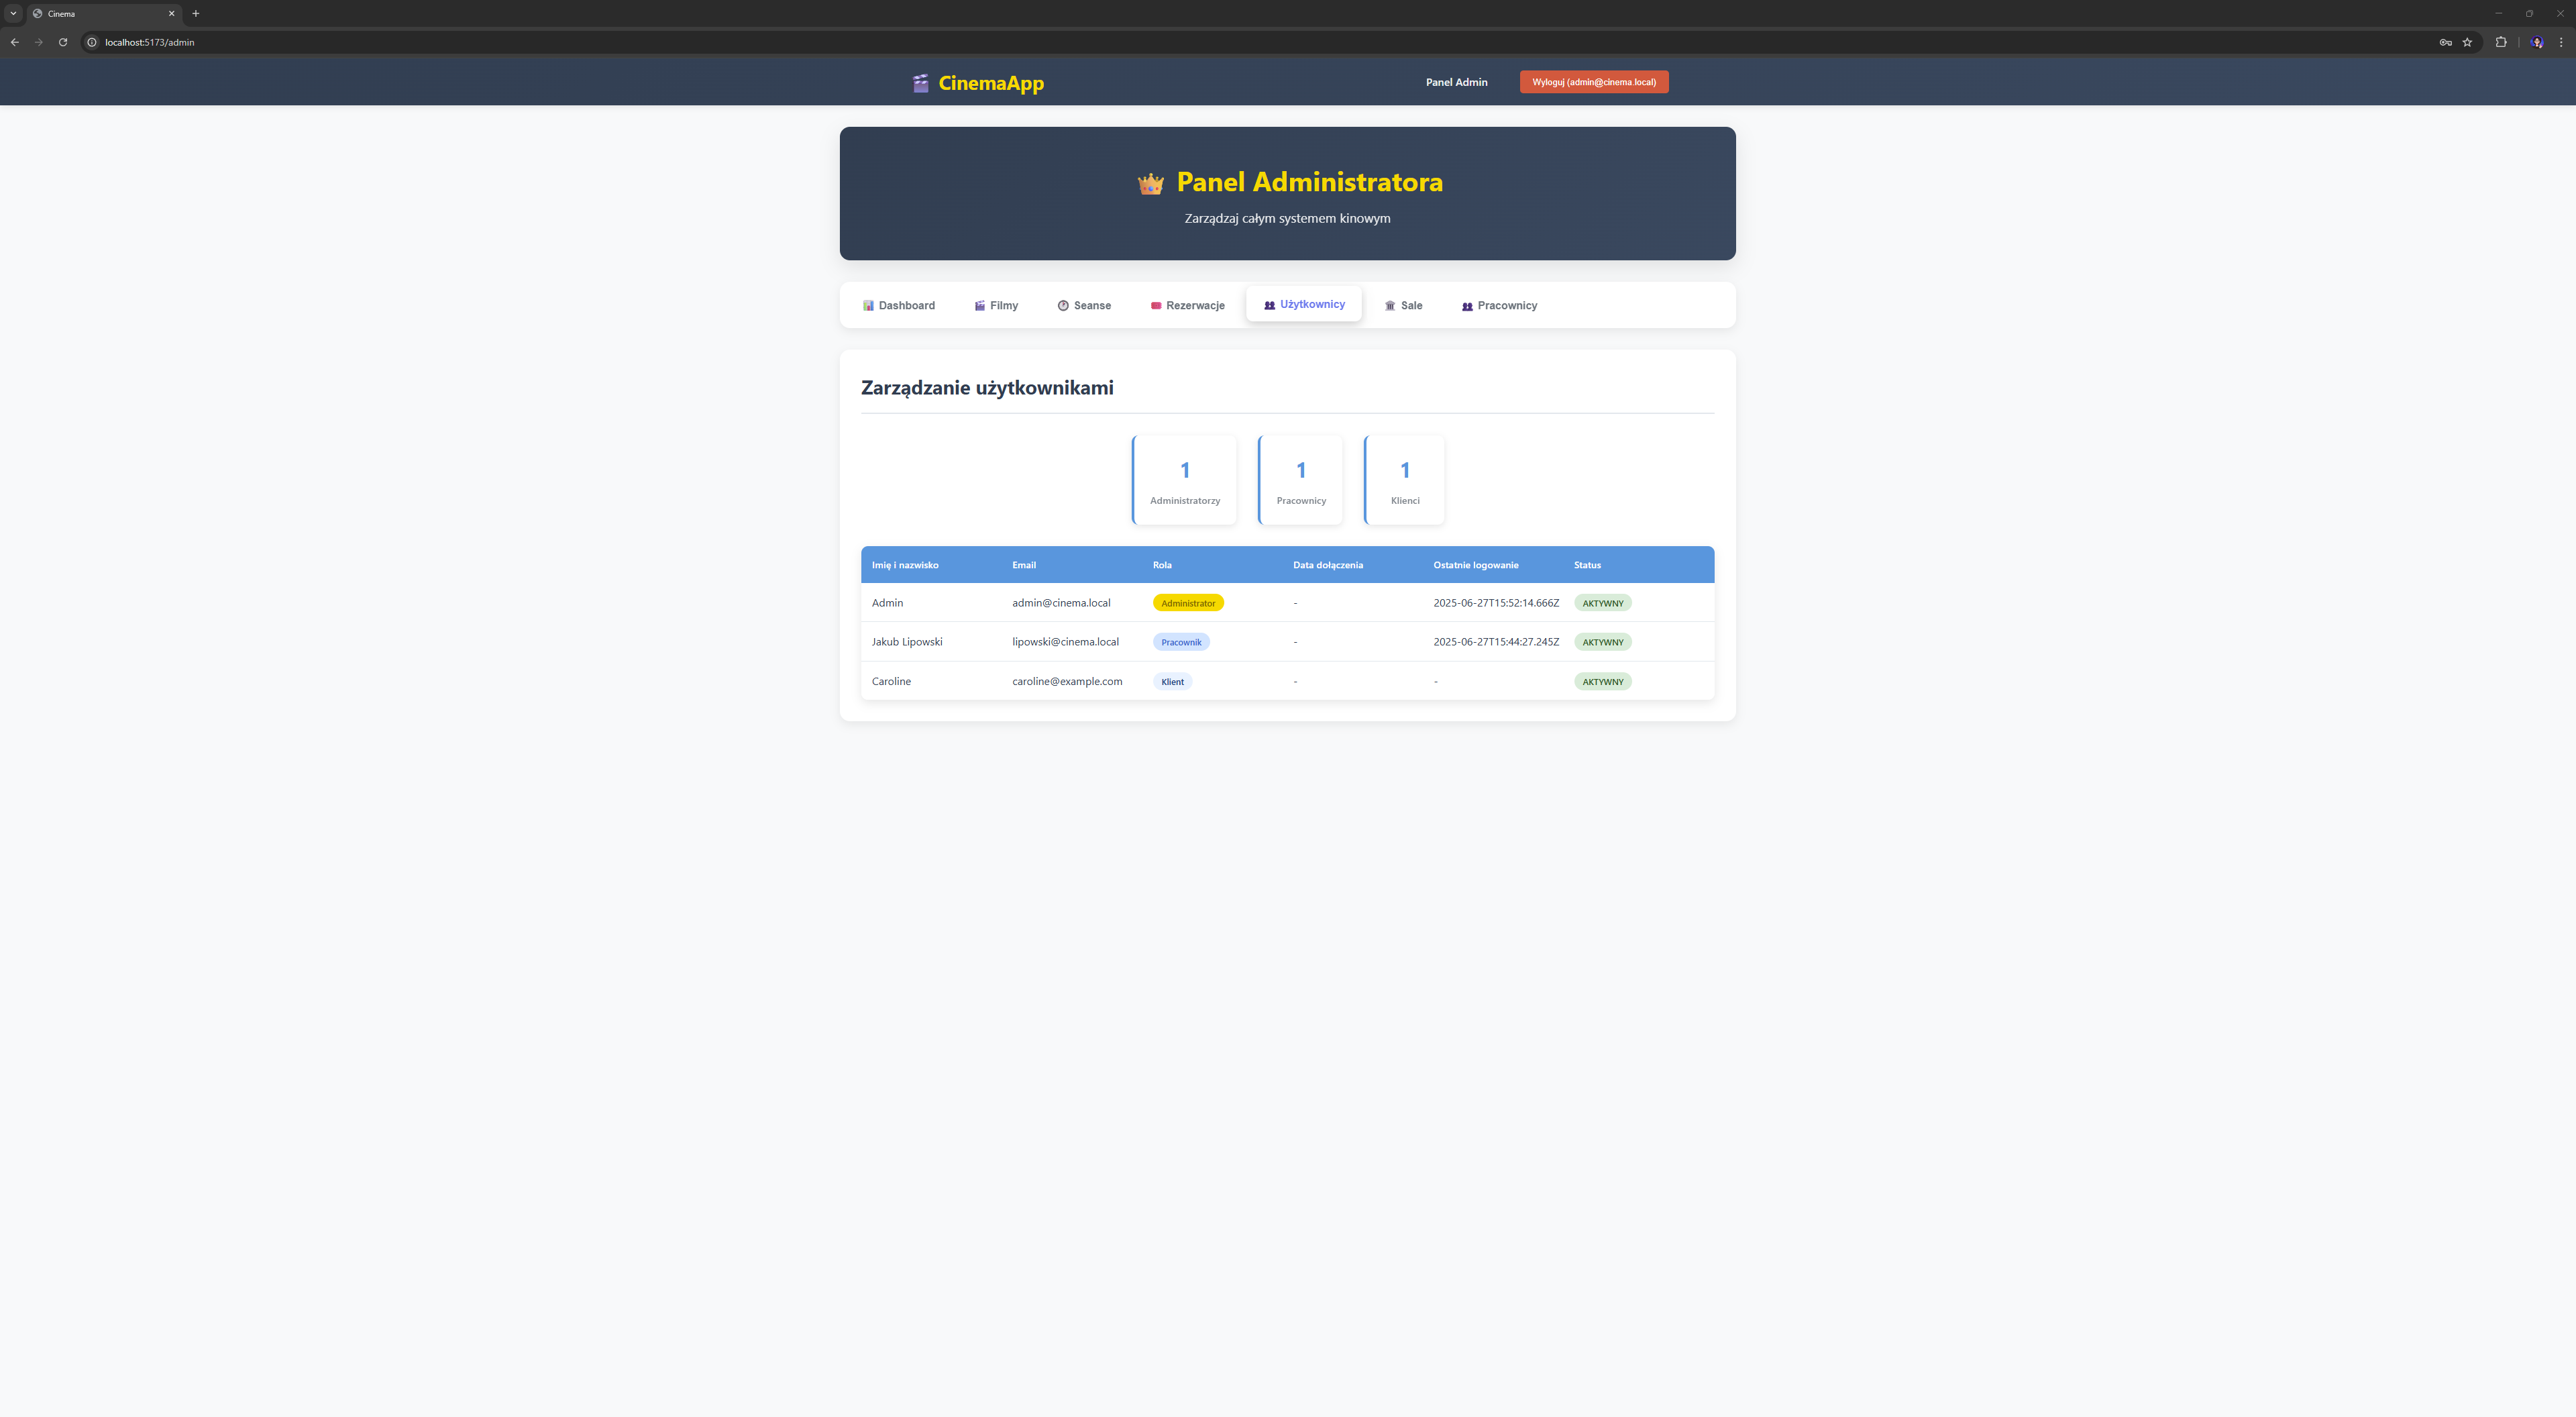 Cinema
localhost:5173/admin
CinemaApp
Panel Admin
Wyloguj (admin@cinema.local)
Panel Administratora
Zarządzaj całym systemem kinowym
Dashboard Filmy Seanse Rezerwacje Użytkownicy Sale Pracownicy
Zarządzanie użytkownikami
1 1 1
Administratorzy Pracownicy Klienci
Imię i nazwisko Email Rola Data dołączenia Ostatnie logowanie Status
Admin admin@cinema.local Administrator - 2025-06-27T15:52:14.666Z AKTYWNY
Jakub Lipowski lipowski@cinema.local Pracownik - 2025-06-27T15:44:27.245Z AKTYWNY
Caroline caroline@example.com Klient - - AKTYWNY